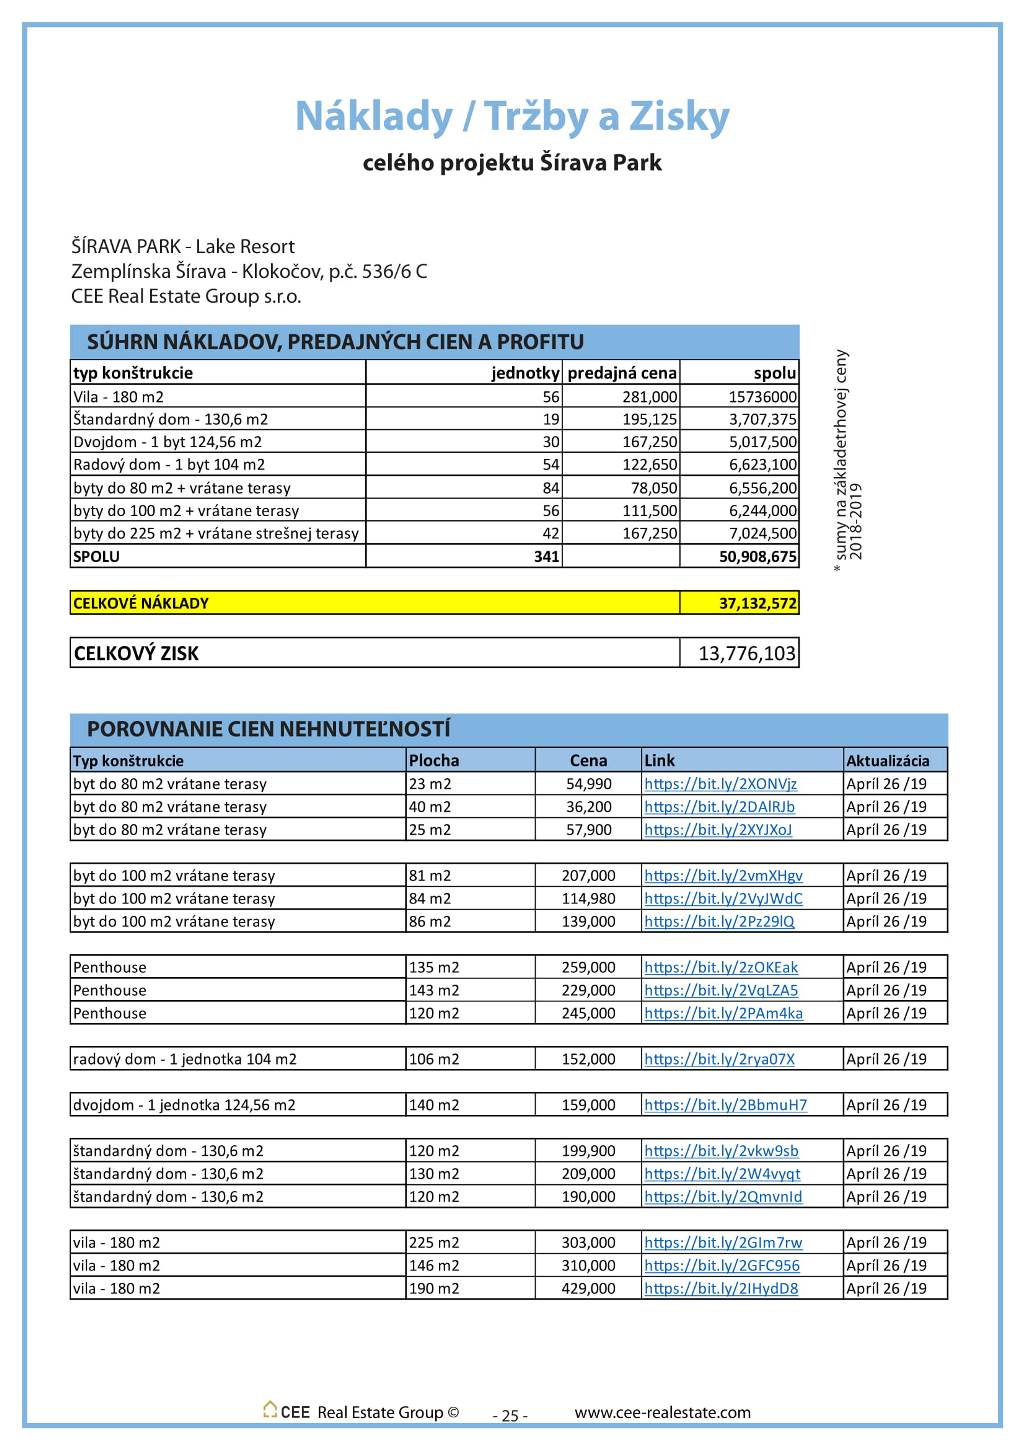 Náklady / Tržby a Zisky
celého projektu Šírava Park
ŠÍRAVA PARK - Lake Resort
Zemplínska Šírava - Klokočov, p.č. 536/6 C
CEE Real Estate Group s.r.o.
SÚHRN NÁKLADOV, PREDAJNÝCH CIEN A PROFITU
typ konštrukcie jednotky predajná cena spolu
Vila - 180 m2 56 281,000 15736000
Štandardný dom - 130,6 m2 19 195,125 3,707,375
Dvojdom - 1 byt 124,56 m2 30 167,250 5,017,500
Radový dom - 1 byt 104 m2 54 122,650 6,623,100
byty do 80 m2 + vrátane terasy 84 78,050 6,556,200
byty do 100 m2 + vrátane terasy 56 111,500 6,244,000
byty do 225 m2 + vrátane strešnej terasy 42 167,250 7,024,500
SPOLU 341 50,908,675
* sumy na základetrhovej ceny
2018-2019
CELKOVÉ NÁKLADY 37,132,572
CELKOVÝ ZISK 13,776,103
POROVNANIE CIEN NEHNUTEĽNOSTÍ
Typ konštrukcie Plocha Cena Link Aktualizácia
byt do 80 m2 vrátane terasy 23 m2 54,990 https://bit.ly/2XONVjz Apríl 26 /19
byt do 80 m2 vrátane terasy 40 m2 36,200 https://bit.ly/2DAlRJb Apríl 26 /19
byt do 80 m2 vrátane terasy 25 m2 57,900 https://bit.ly/2XYJXoJ Apríl 26 /19
byt do 100 m2 vrátane terasy 81 m2 207,000 https://bit.ly/2vmXHgv Apríl 26 /19
byt do 100 m2 vrátane terasy 84 m2 114,980 https://bit.ly/2VyJWdC Apríl 26 /19
byt do 100 m2 vrátane terasy 86 m2 139,000 https://bit.ly/2Pz29lQ Apríl 26 /19
Penthouse 135 m2 259,000 https://bit.ly/2zOKEak Apríl 26 /19
Penthouse 143 m2 229,000 https://bit.ly/2VqLZA5 Apríl 26 /19
Penthouse 120 m2 245,000 https://bit.ly/2PAm4ka Apríl 26 /19
radový dom - 1 jednotka 104 m2 106 m2 152,000 https://bit.ly/2rya07X Apríl 26 /19
dvojdom - 1 jednotka 124,56 m2 140 m2 159,000 https://bit.ly/2BbmuH7 Apríl 26 /19
štandardný dom - 130,6 m2 120 m2 199,900 https://bit.ly/2vkw9sb Apríl 26 /19
štandardný dom - 130,6 m2 130 m2 209,000 https://bit.ly/2W4vyqt Apríl 26 /19
štandardný dom - 130,6 m2 120 m2 190,000 https://bit.ly/2QmvnId Apríl 26 /19
vila - 180 m2 225 m2 303,000 https://bit.ly/2GIm7rw Apríl 26 /19
vila - 180 m2 146 m2 310,000 https://bit.ly/2GFC956 Apríl 26 /19
vila - 180 m2 190 m2 429,000 https://bit.ly/2IHydD8 Apríl 26 /19
CEE Real Estate Group © - 25 - www.cee-realestate.com